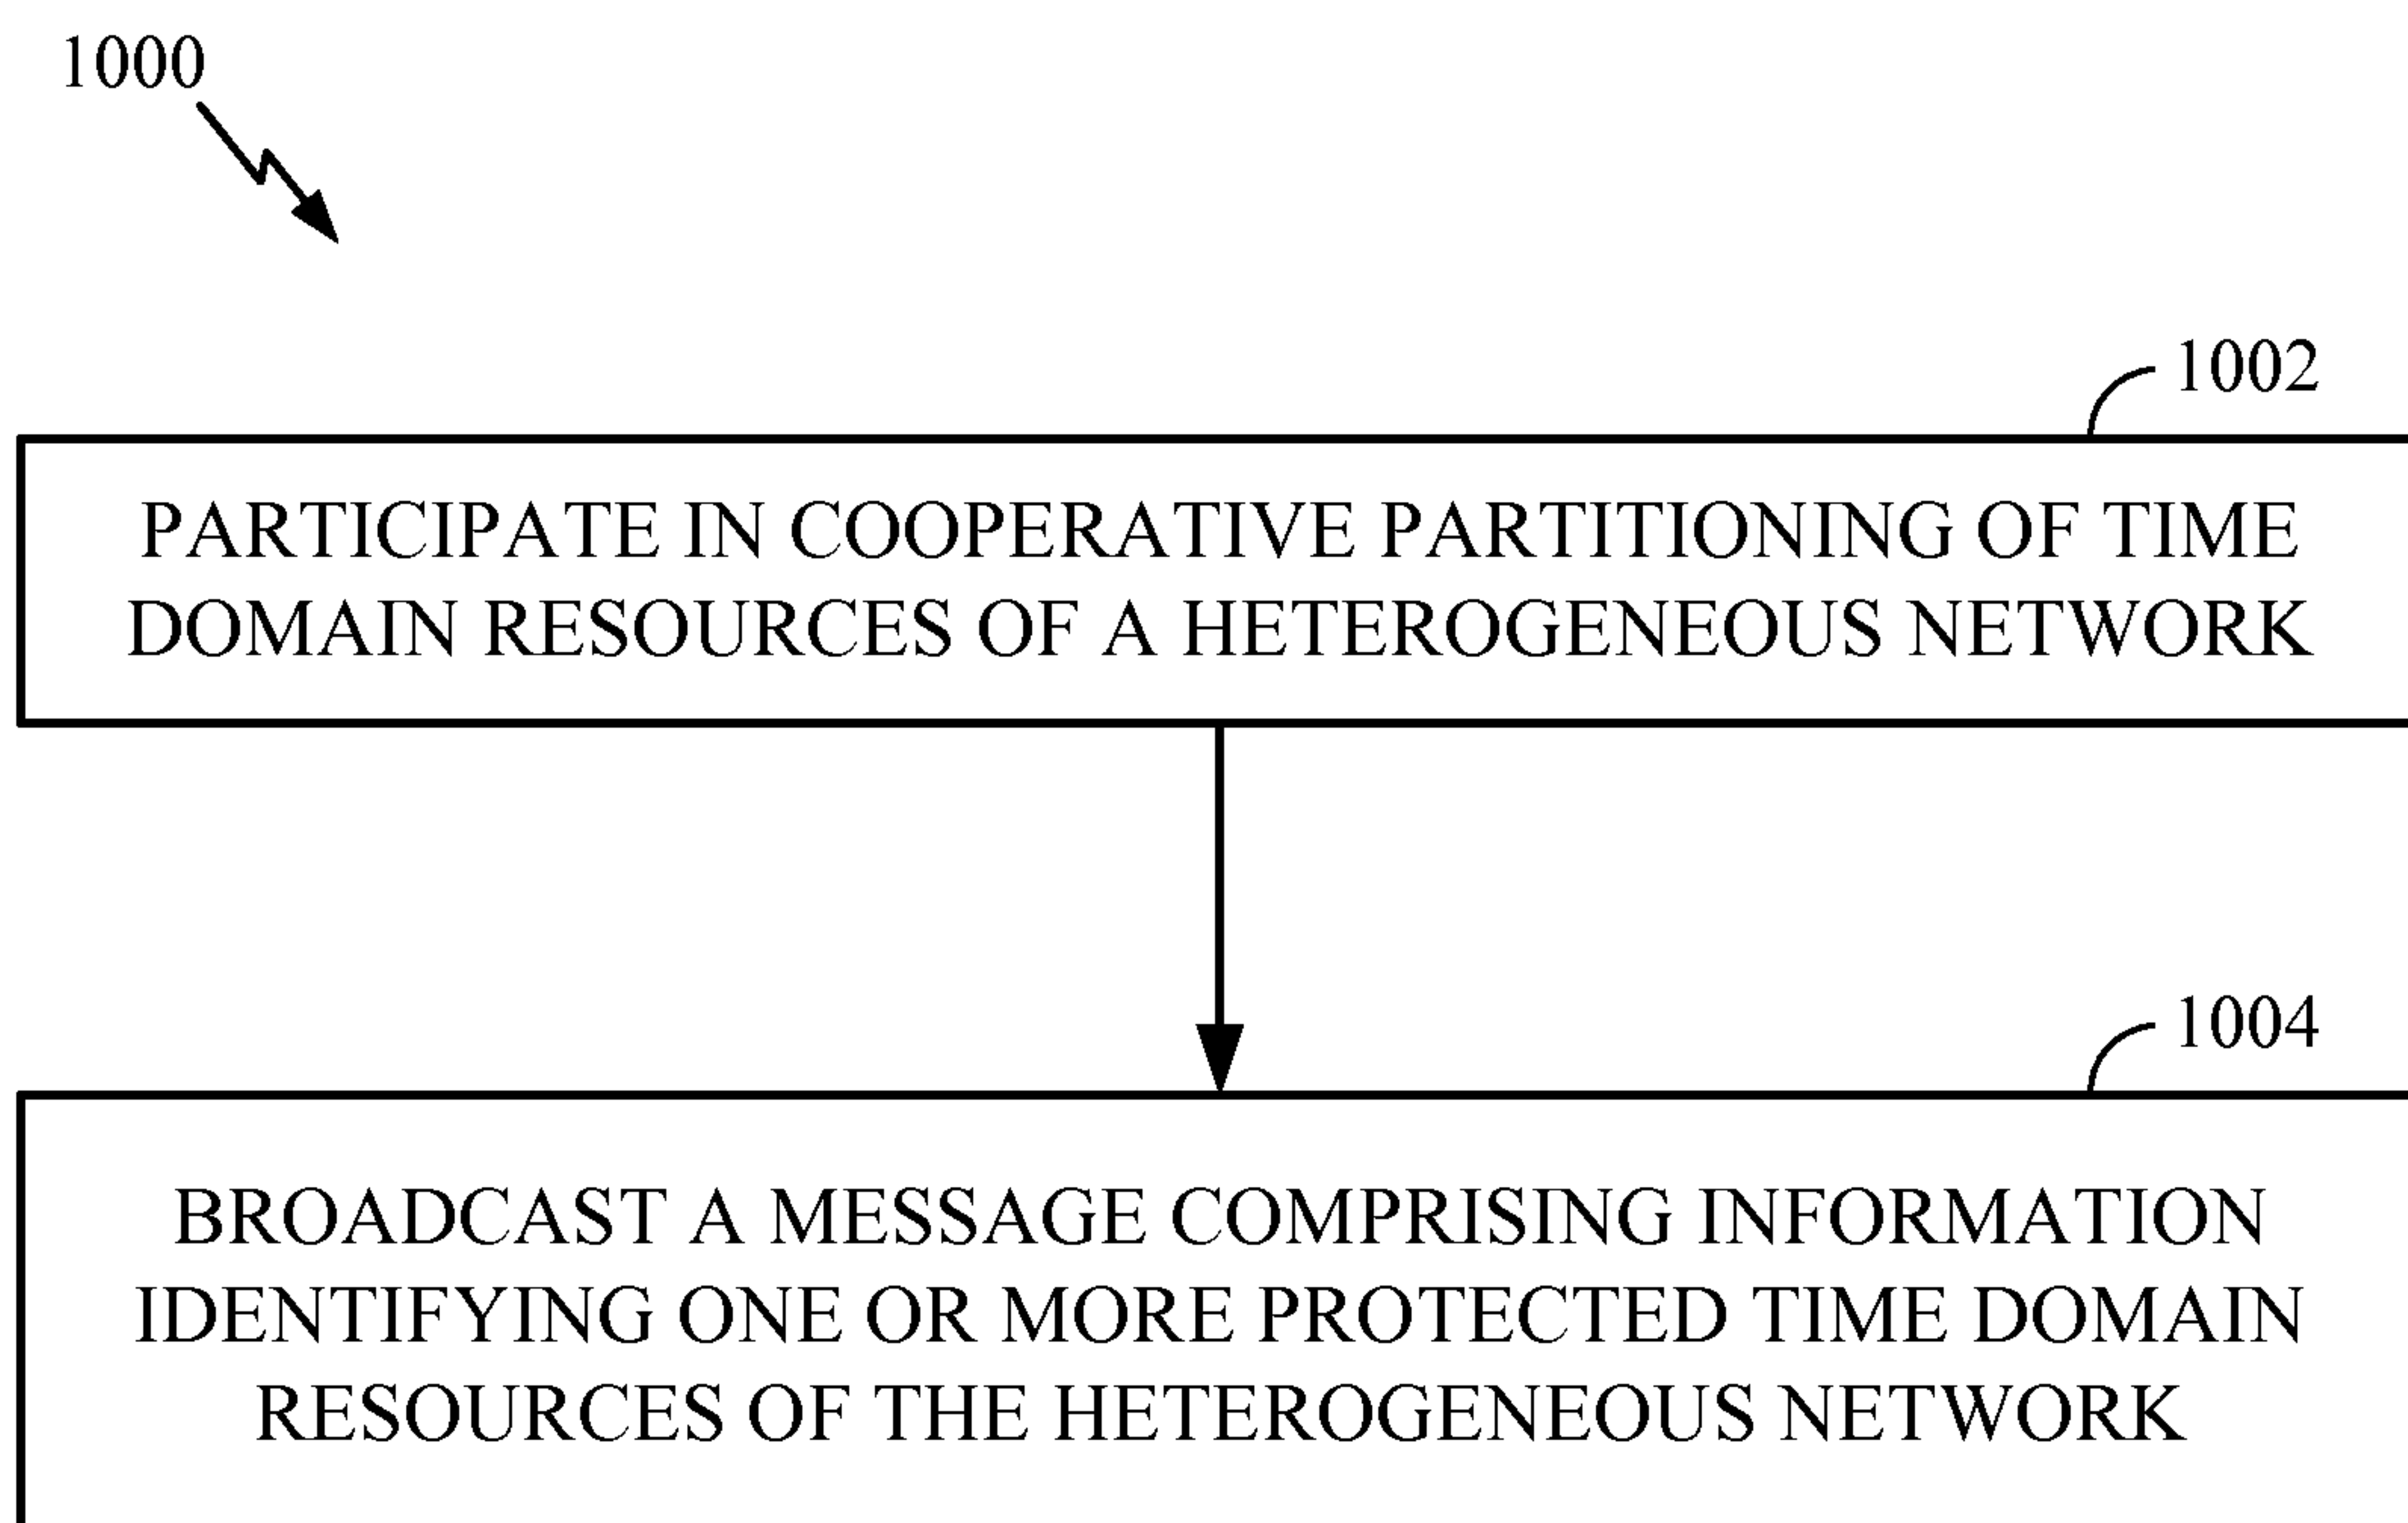 1000
1002
PARTICIPATE IN COOPERATIVE PARTITIONING OF TIME
DOMAIN RESOURCES OF A HETEROGENEOUS NETWORK
1004
BROADCAST A MESSAGE COMPRISING INFORMATION
IDENTIFYING ONE OR MORE PROTECTED TIME DOMAIN
RESOURCES OF THE HETEROGENEOUS NETWORK